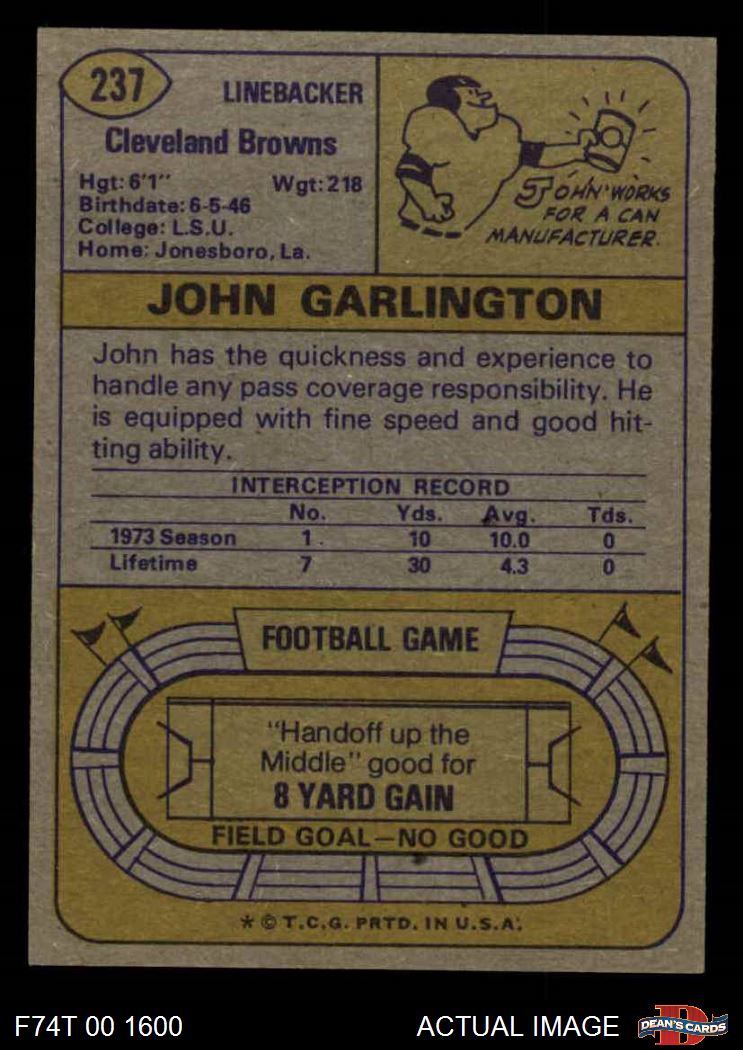 237
LINEBACKER
Cleveland Browns
Hgt: 6'1" Wgt: 218
Birthdate: 6-5-46
College: L.S.U.
Home: Jonesboro, La.
JOHN WORKS
FOR A CAN
MANUFACTURER.
JOHN GARLINGTON
John has the quickness and experience to
handle any pass coverage responsibility. He
is equipped with fine speed and good hit-
ting ability.
INTERCEPTION RECORD
No. Yds. Avg. Tds.
1973 Season 1 10 10.0 0
Lifetime 7 30 4.3 0
FOOTBALL GAME
"Handoff up the
Middle" good for
8 YARD GAIN
FIELD GOAL—NO GOOD
* © T.C.G. PRTD. IN U.S.A.
F74T 00 1600 ACTUAL IMAGE
D
DEAN'S CARDS